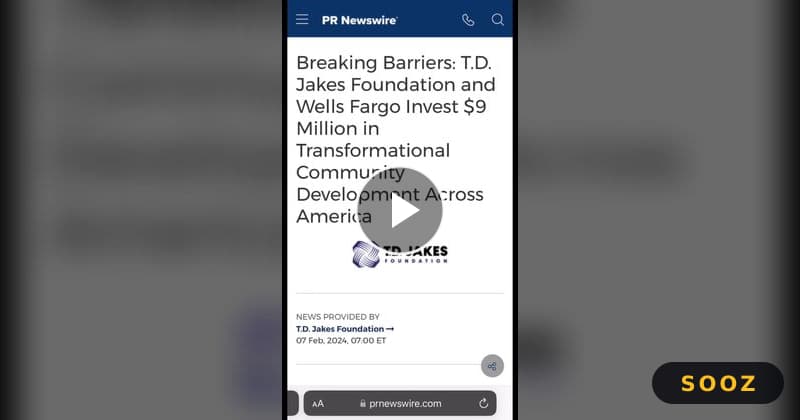 PR Newswire
Breaking Barriers: T.D.
Jakes Foundation and
Wells Fargo Invest $9
Million in
Transformational
Community
Development Across
America
T.D. JAKES
FOUNDATION
NEWS PROVIDED BY
T.D. Jakes Foundation →
07 Feb, 2024, 07:00 ET
AA
prnewswire.com
SOOZ